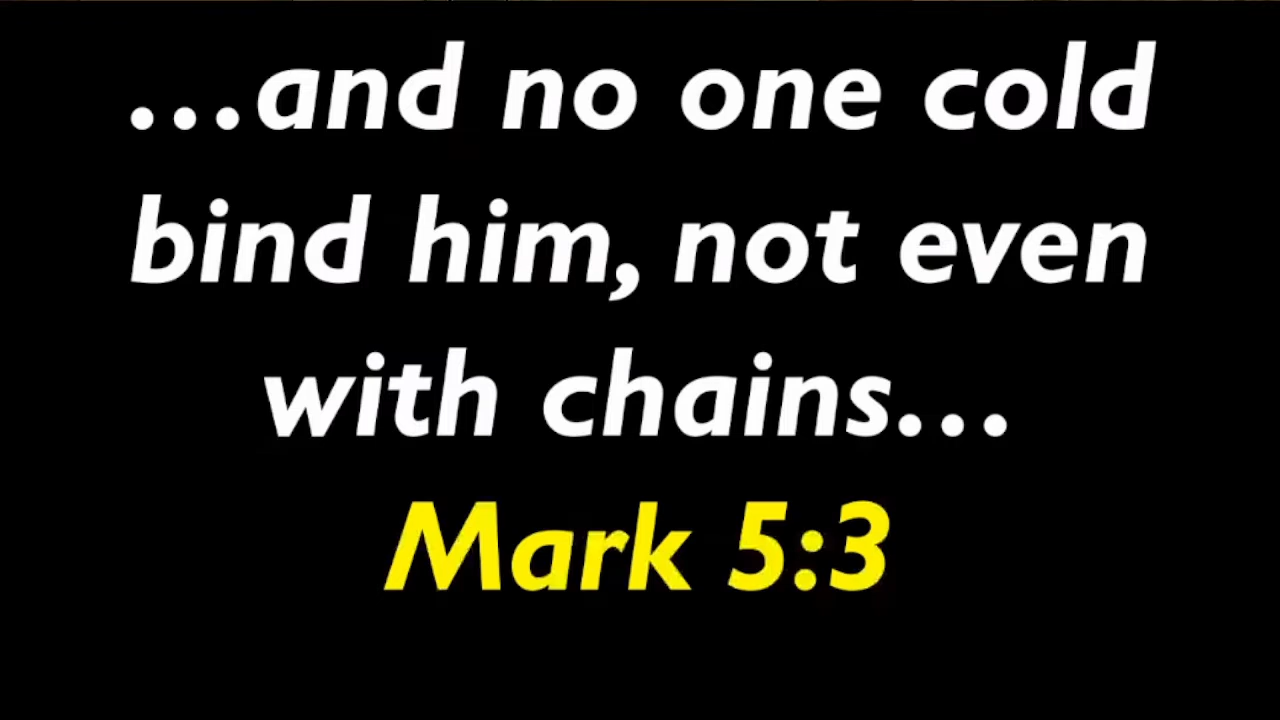 …and no one cold
bind him, not even
with chains…
Mark 5:3